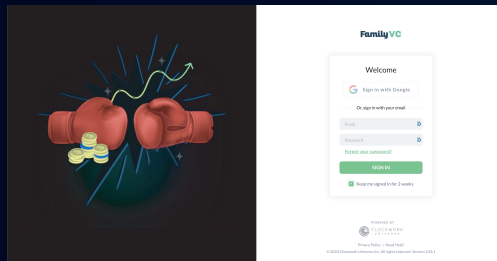 FamilyVC
Welcome
Sign in with Google
Or, sign in with your email
Email
Password
Forgot your password?
SIGN IN
Keep me signed in for 2 weeks
POWERED BY
CLOCKWORK
Privacy Policy | Need Help?